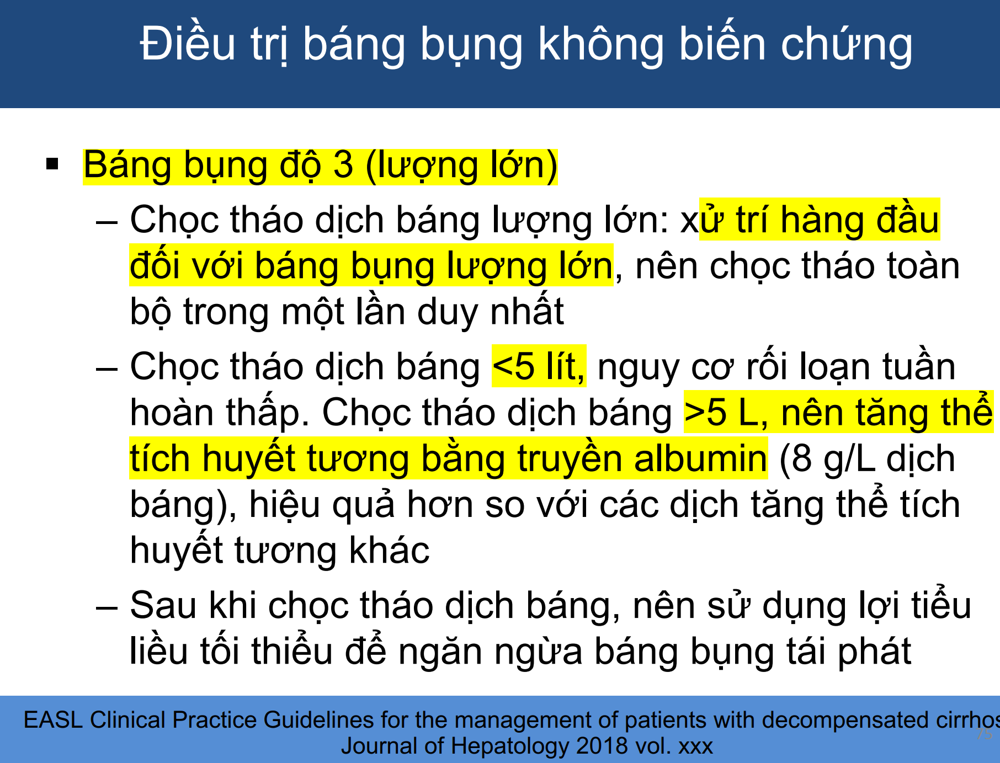 Điều trị báng bụng không biến chứng
▪ Báng bụng độ 3 (lượng lớn)
– Chọc tháo dịch báng lượng lớn: xử trí hàng đầu
đối với báng bụng lượng lớn, nên chọc tháo toàn
bộ trong một lần duy nhất
– Chọc tháo dịch báng <5 lít, nguy cơ rối loạn tuần
hoàn thấp. Chọc tháo dịch báng >5 L, nên tăng thể
tích huyết tương bằng truyền albumin (8 g/L dịch
báng), hiệu quả hơn so với các dịch tăng thể tích
huyết tương khác
– Sau khi chọc tháo dịch báng, nên sử dụng lợi tiểu
liều tối thiểu để ngăn ngừa báng bụng tái phát
EASL Clinical Practice Guidelines for the management of patients with decompensated cirrhos
75
Journal of Hepatology 2018 vol. xxx